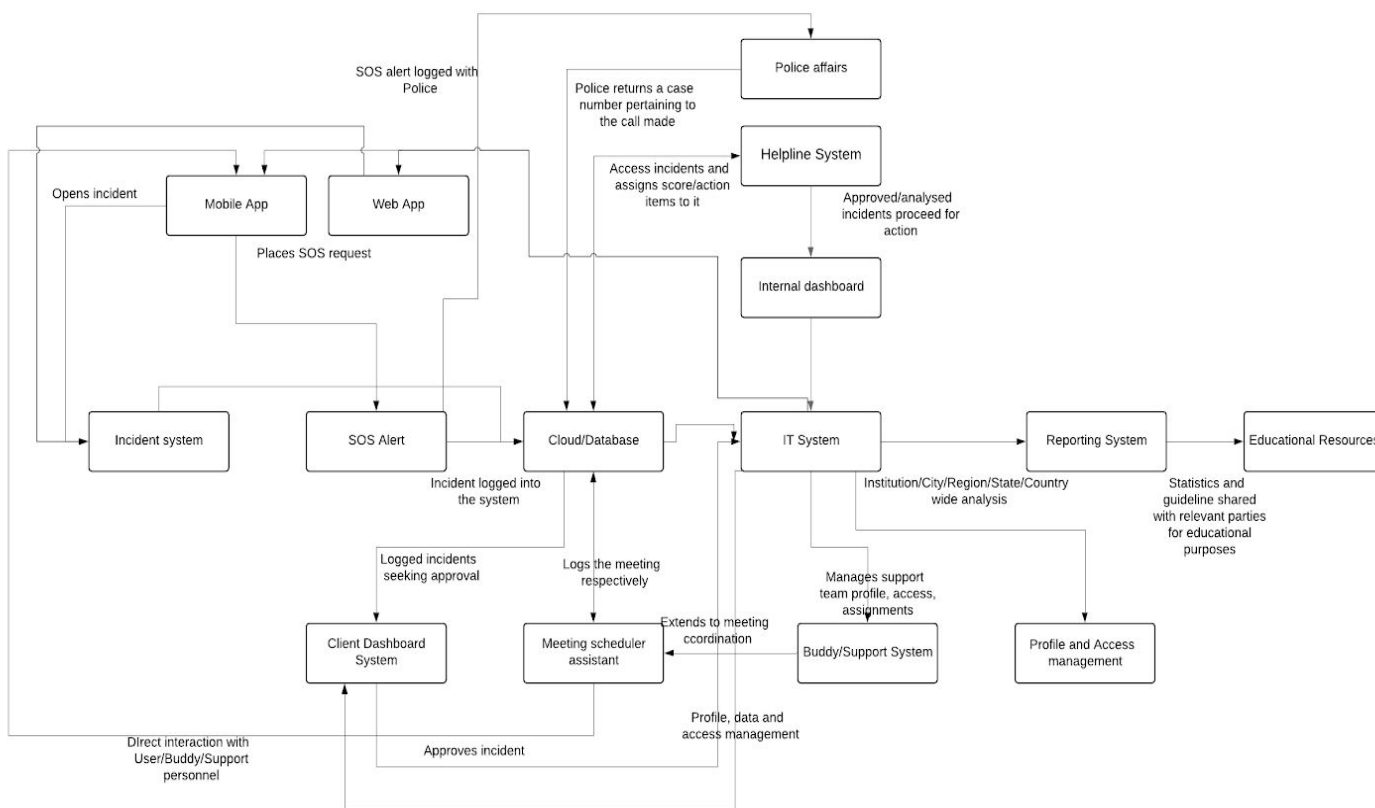 Police affairs
SOS alert logged with
Police
Police returns a case
number pertaining to
the call made
Helpline System
Access incidents and
assigns score/action
items to it
Opens incident
Mobile App
Web App
Approved/analysed
incidents proceed for
action
Places SOS request
Internal dashboard
Incident system
SOS Alert
Cloud/Database
IT System
Reporting System
Educational Resources
Incident logged into
the system
Institution/City/Region/State/Country
wide analysis
Statistics and
guideline shared
with relevant parties
for educational
purposes
Logged incidents
seeking approval
Logs the meeting
respectively
Manages support
team profile, access,
assignments
Extends to meeting
ccordination
Client Dashboard
System
Meeting scheduler
assistant
Buddy/Support System
Profile and Access
management
Profile, data and
access management
DIrect interaction with
User/Buddy/Support
personnel
Approves incident